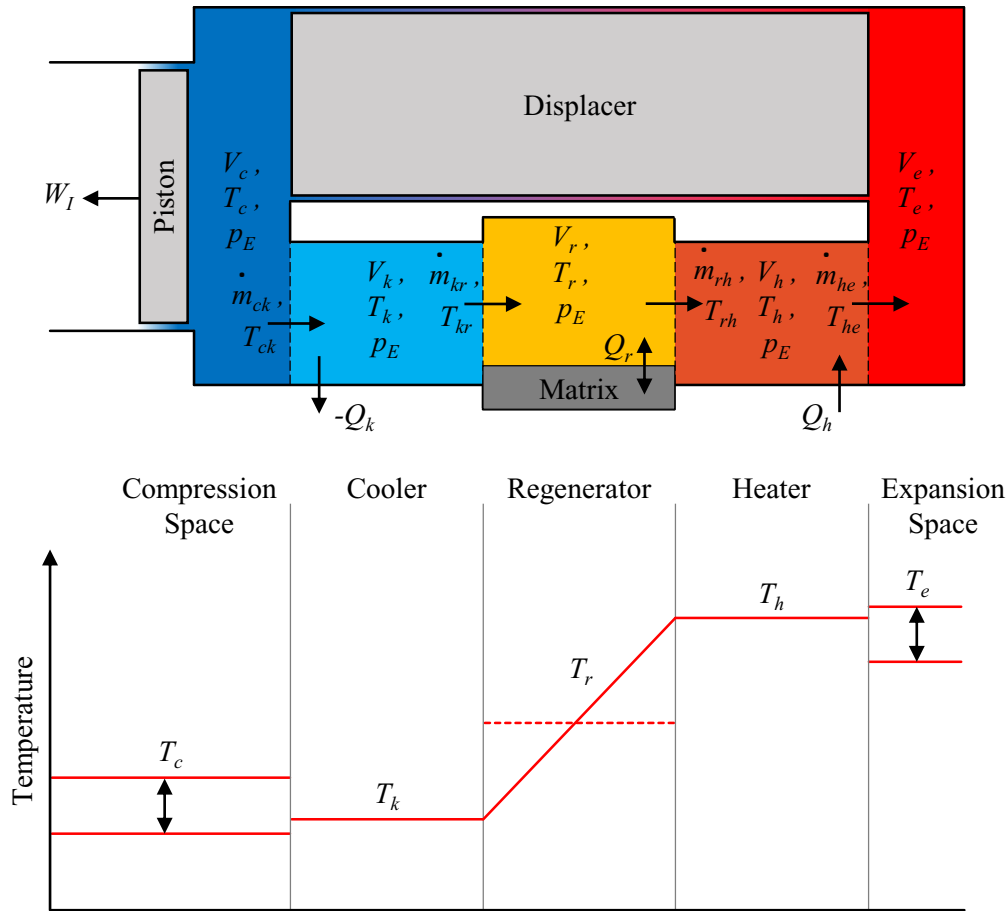 Displacer
Piston
W_I
V_c ,
T_c ,
p_E
V_e ,
T_e ,
p_E
ṁ_ck ,
T_ck
V_k ,
T_k ,
p_E
ṁ_kr ,
T_kr
V_r ,
T_r ,
p_E
ṁ_rh ,
T_rh
V_h ,
T_h ,
p_E
ṁ_he ,
T_he
Q_r
Matrix
-Q_k
Q_h
Compression
Space
Cooler
Regenerator
Heater
Expansion
Space
Temperature
T_c
T_k
T_r
T_h
T_e